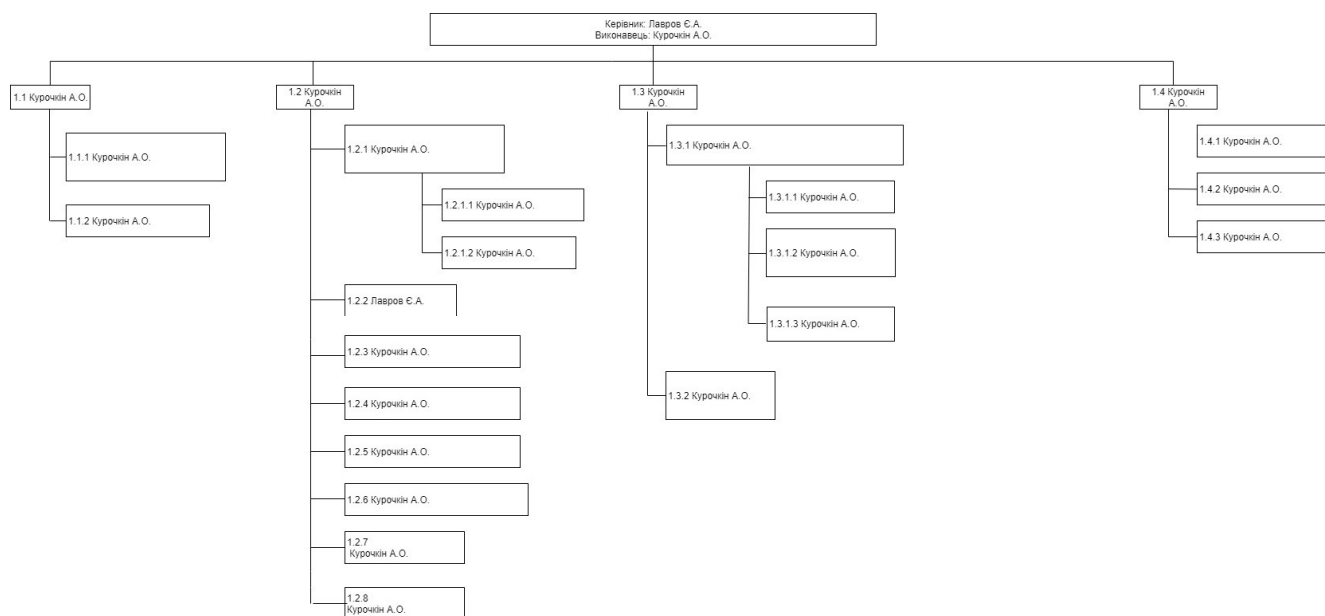 Керівник: Лавров Є.А.
Виконавець: Курочкін А.О.
1.1 Курочкін А.О.
1.1.1 Курочкін А.О.
1.1.2 Курочкін А.О.
1.2 Курочкін
А.О.
1.2.1 Курочкін А.О.
1.2.1.1 Курочкін А.О.
1.2.1.2 Курочкін А.О.
1.2.2 Лавров Є.А.
1.2.3 Курочкін А.О.
1.2.4 Курочкін А.О.
1.2.5 Курочкін А.О.
1.2.6 Курочкін А.О.
1.2.7
Курочкін А.О.
1.2.8
Курочкін А.О.
1.3 Курочкін
А.О.
1.3.1 Курочкін А.О.
1.3.1.1 Курочкін А.О.
1.3.1.2 Курочкін А.О.
1.3.1.3 Курочкін А.О.
1.3.2 Курочкін А.О.
1.4 Курочкін
А.О.
1.4.1 Курочкін А.О.
1.4.2 Курочкін А.О.
1.4.3 Курочкін А.О.